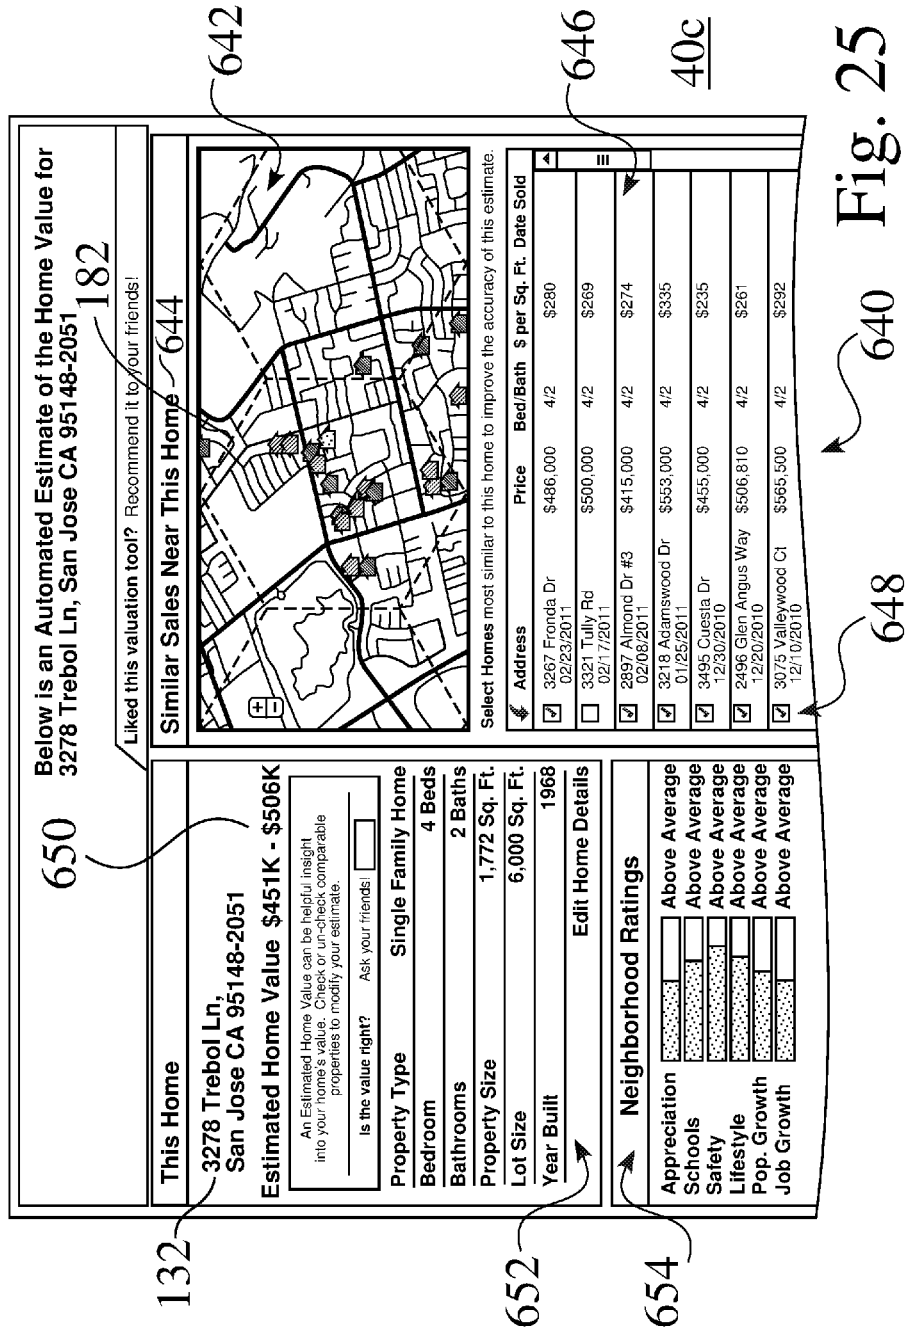 Below is an Automated Estimate of the Home Value for
3278 Trebol Ln, San Jose CA 95148-2051
650
182
Liked this valuation tool? Recommend it to your friends!
132
This Home
3278 Trebol Ln,
San Jose CA 95148-2051
Estimated Home Value $451K - $506K
An Estimated Home Value can be helpful insight
into your home's value. Check or un-check comparable
properties to modify your estimate.
Is the value right? Ask your friends!
Property Type Single Family Home
Bedroom 4 Beds
Bathrooms 2 Baths
Property Size 1,772 Sq. Ft.
Lot Size 6,000 Sq. Ft.
Year Built 1968
Edit Home Details
652
Neighborhood Ratings
654
Appreciation Above Average
Schools Above Average
Safety Above Average
Lifestyle Above Average
Pop. Growth Above Average
Job Growth Above Average
Similar Sales Near This Home
644
642
+
−
Select Homes most similar to this home to improve the accuracy of this estimate.
Address Price Bed/Bath $ per Sq. Ft. Date Sold
3267 Fronda Dr $486,000 4/2 $280
02/23/2011
3321 Tully Rd $500,000 4/2 $269
02/17/2011
2897 Almond Dr #3 $415,000 4/2 $274
02/08/2011
3218 Adamswood Dr $553,000 4/2 $335
01/25/2011
3495 Cuesta Dr $455,000 4/2 $235
12/30/2010
2496 Glen Angus Way $506,810 4/2 $261
12/20/2010
3075 Valleywood Ct $565,500 4/2 $292
12/10/2010
646
648
640
40c
Fig. 25